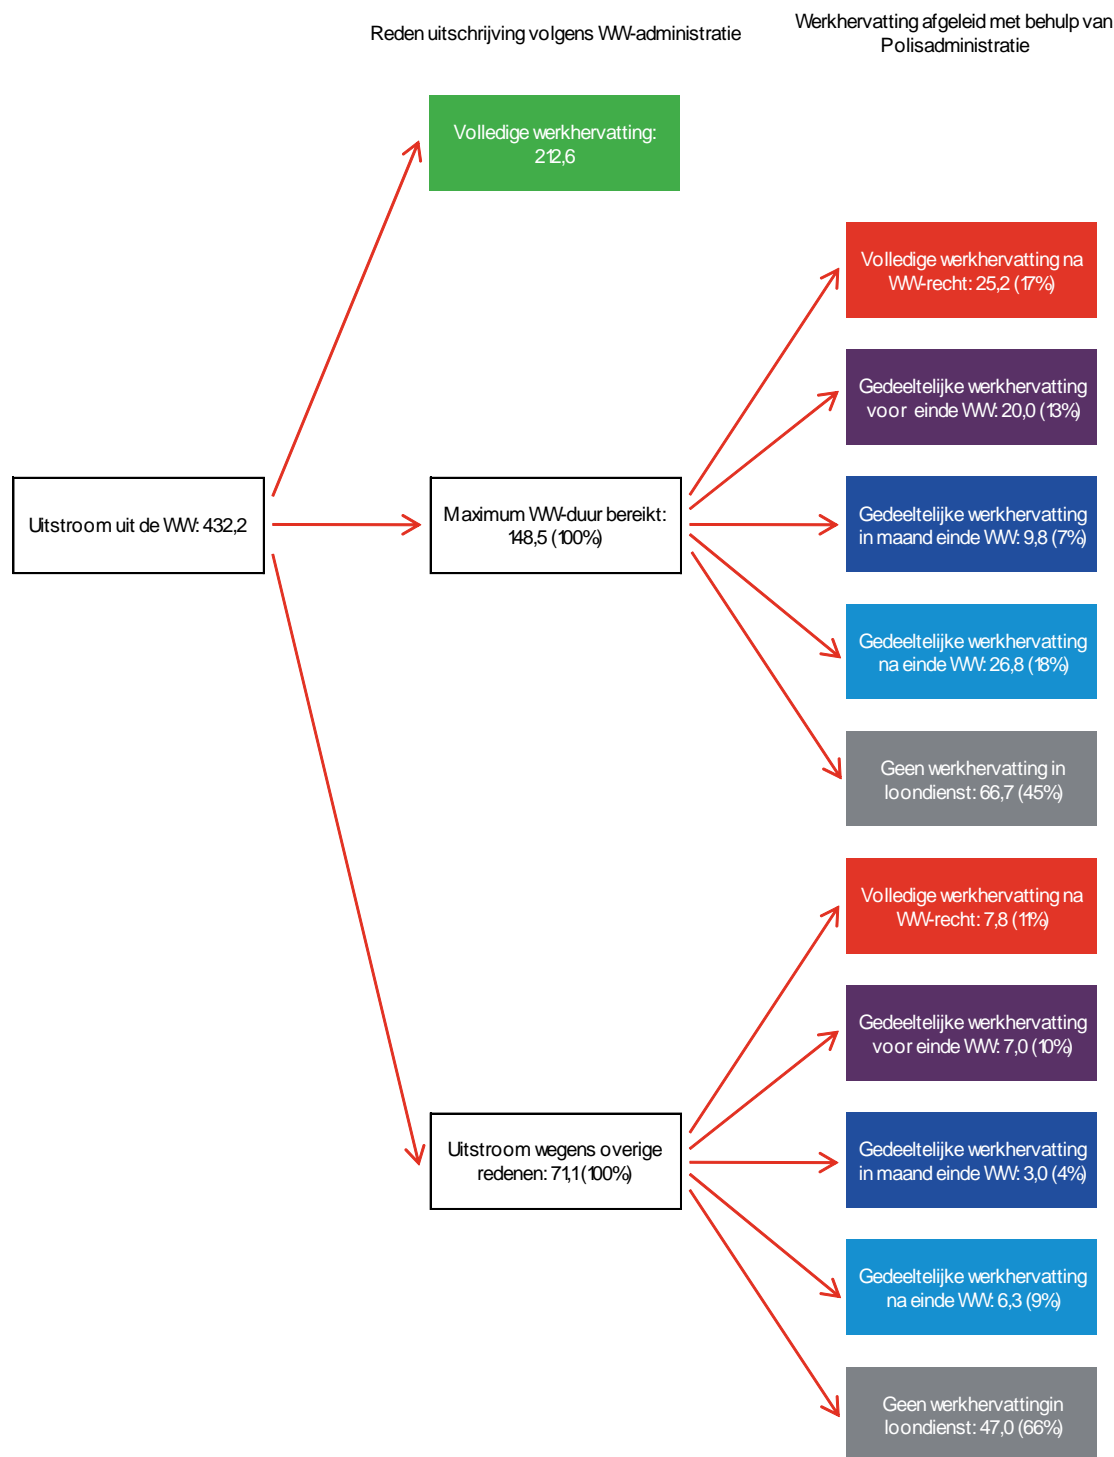 Reden uitschrijving volgens WW-administratie
Werkhervatting afgeleid met behulp van
Polisadministratie
Volledige werkhervatting:
212,6
Volledige werkhervatting na
WW-recht: 25,2 (17%)
Gedeeltelijke werkhervatting
voor einde WW: 20,0 (13%)
Uitstroom uit de WW: 432,2
Maximum WW-duur bereikt:
148,5 (100%)
Gedeeltelijke werkhervatting
in maand einde WW: 9,8 (7%)
Gedeeltelijke werkhervatting
na einde WW: 26,8 (18%)
Geen werkhervatting in
loondienst: 66,7 (45%)
Volledige werkhervatting na
WW-recht: 7,8 (11%)
Gedeeltelijke werkhervatting
voor einde WW: 7,0 (10%)
Uitstroom wegens overige
redenen: 71,1 (100%)
Gedeeltelijke werkhervatting
in maand einde WW: 3,0 (4%)
Gedeeltelijke werkhervatting
na einde WW: 6,3 (9%)
Geen werkhervattingin
loondienst: 47,0 (66%)